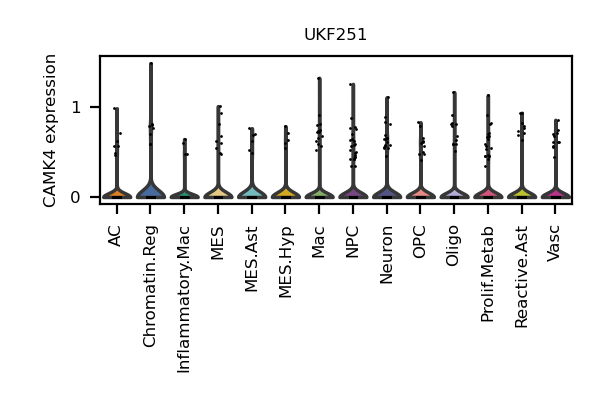 UKF251
CAMK4 expression
1
0
AC
Chromatin.Reg
Inflammatory.Mac
MES
MES.Ast
MES.Hyp
Mac
NPC
Neuron
OPC
Oligo
Prolif.Metab
Reactive.Ast
Vasc